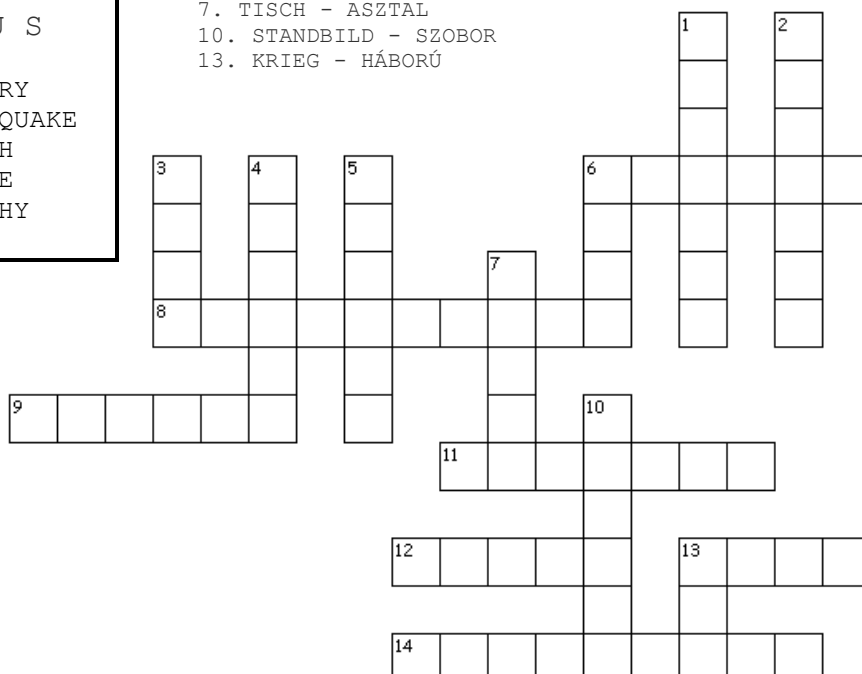 U S
RY
QUAKE
H
E
HY
7. TISCH – ASZTAL
10. STANDBILD – SZOBOR
13. KRIEG – HÁBORÚ
1
2
3
4
5
6
7
8
9
10
11
12
13
14